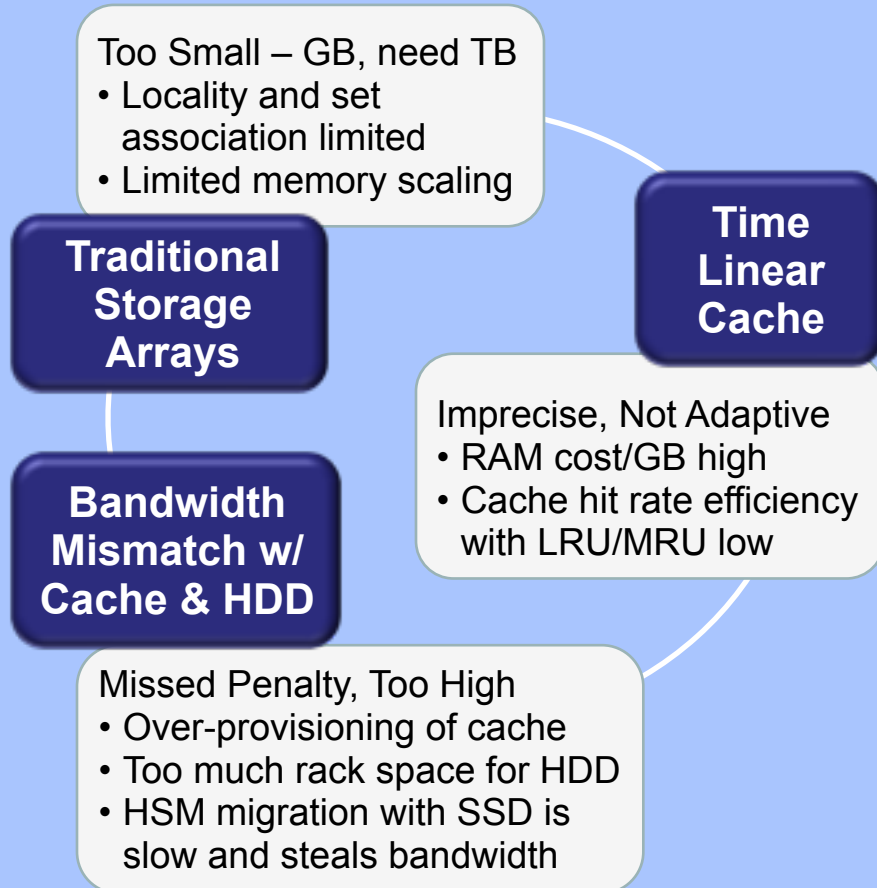 Too Small – GB, need TB
• Locality and set
association limited
• Limited memory scaling
Traditional
Storage
Arrays
Time
Linear
Cache
Imprecise, Not Adaptive
• RAM cost/GB high
• Cache hit rate efficiency
with LRU/MRU low
Bandwidth
Mismatch w/
Cache & HDD
Missed Penalty, Too High
• Over-provisioning of cache
• Too much rack space for HDD
• HSM migration with SSD is
slow and steals bandwidth